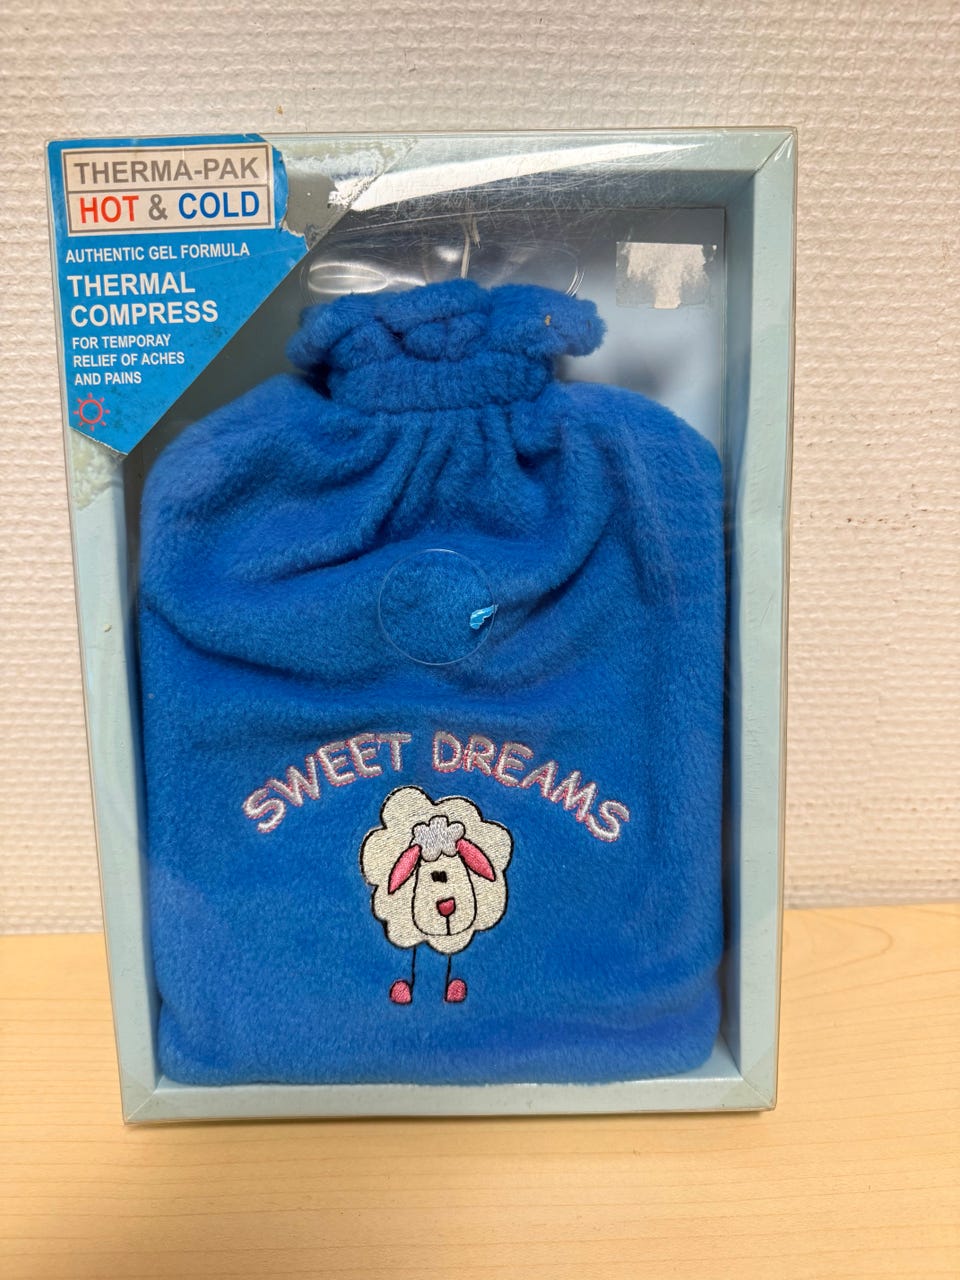 THERMA-PAK
HOT & COLD
AUTHENTIC GEL FORMULA
THERMAL
COMPRESS
FOR TEMPORAY
RELIEF OF ACHES
AND PAINS
SWEET DREAMS